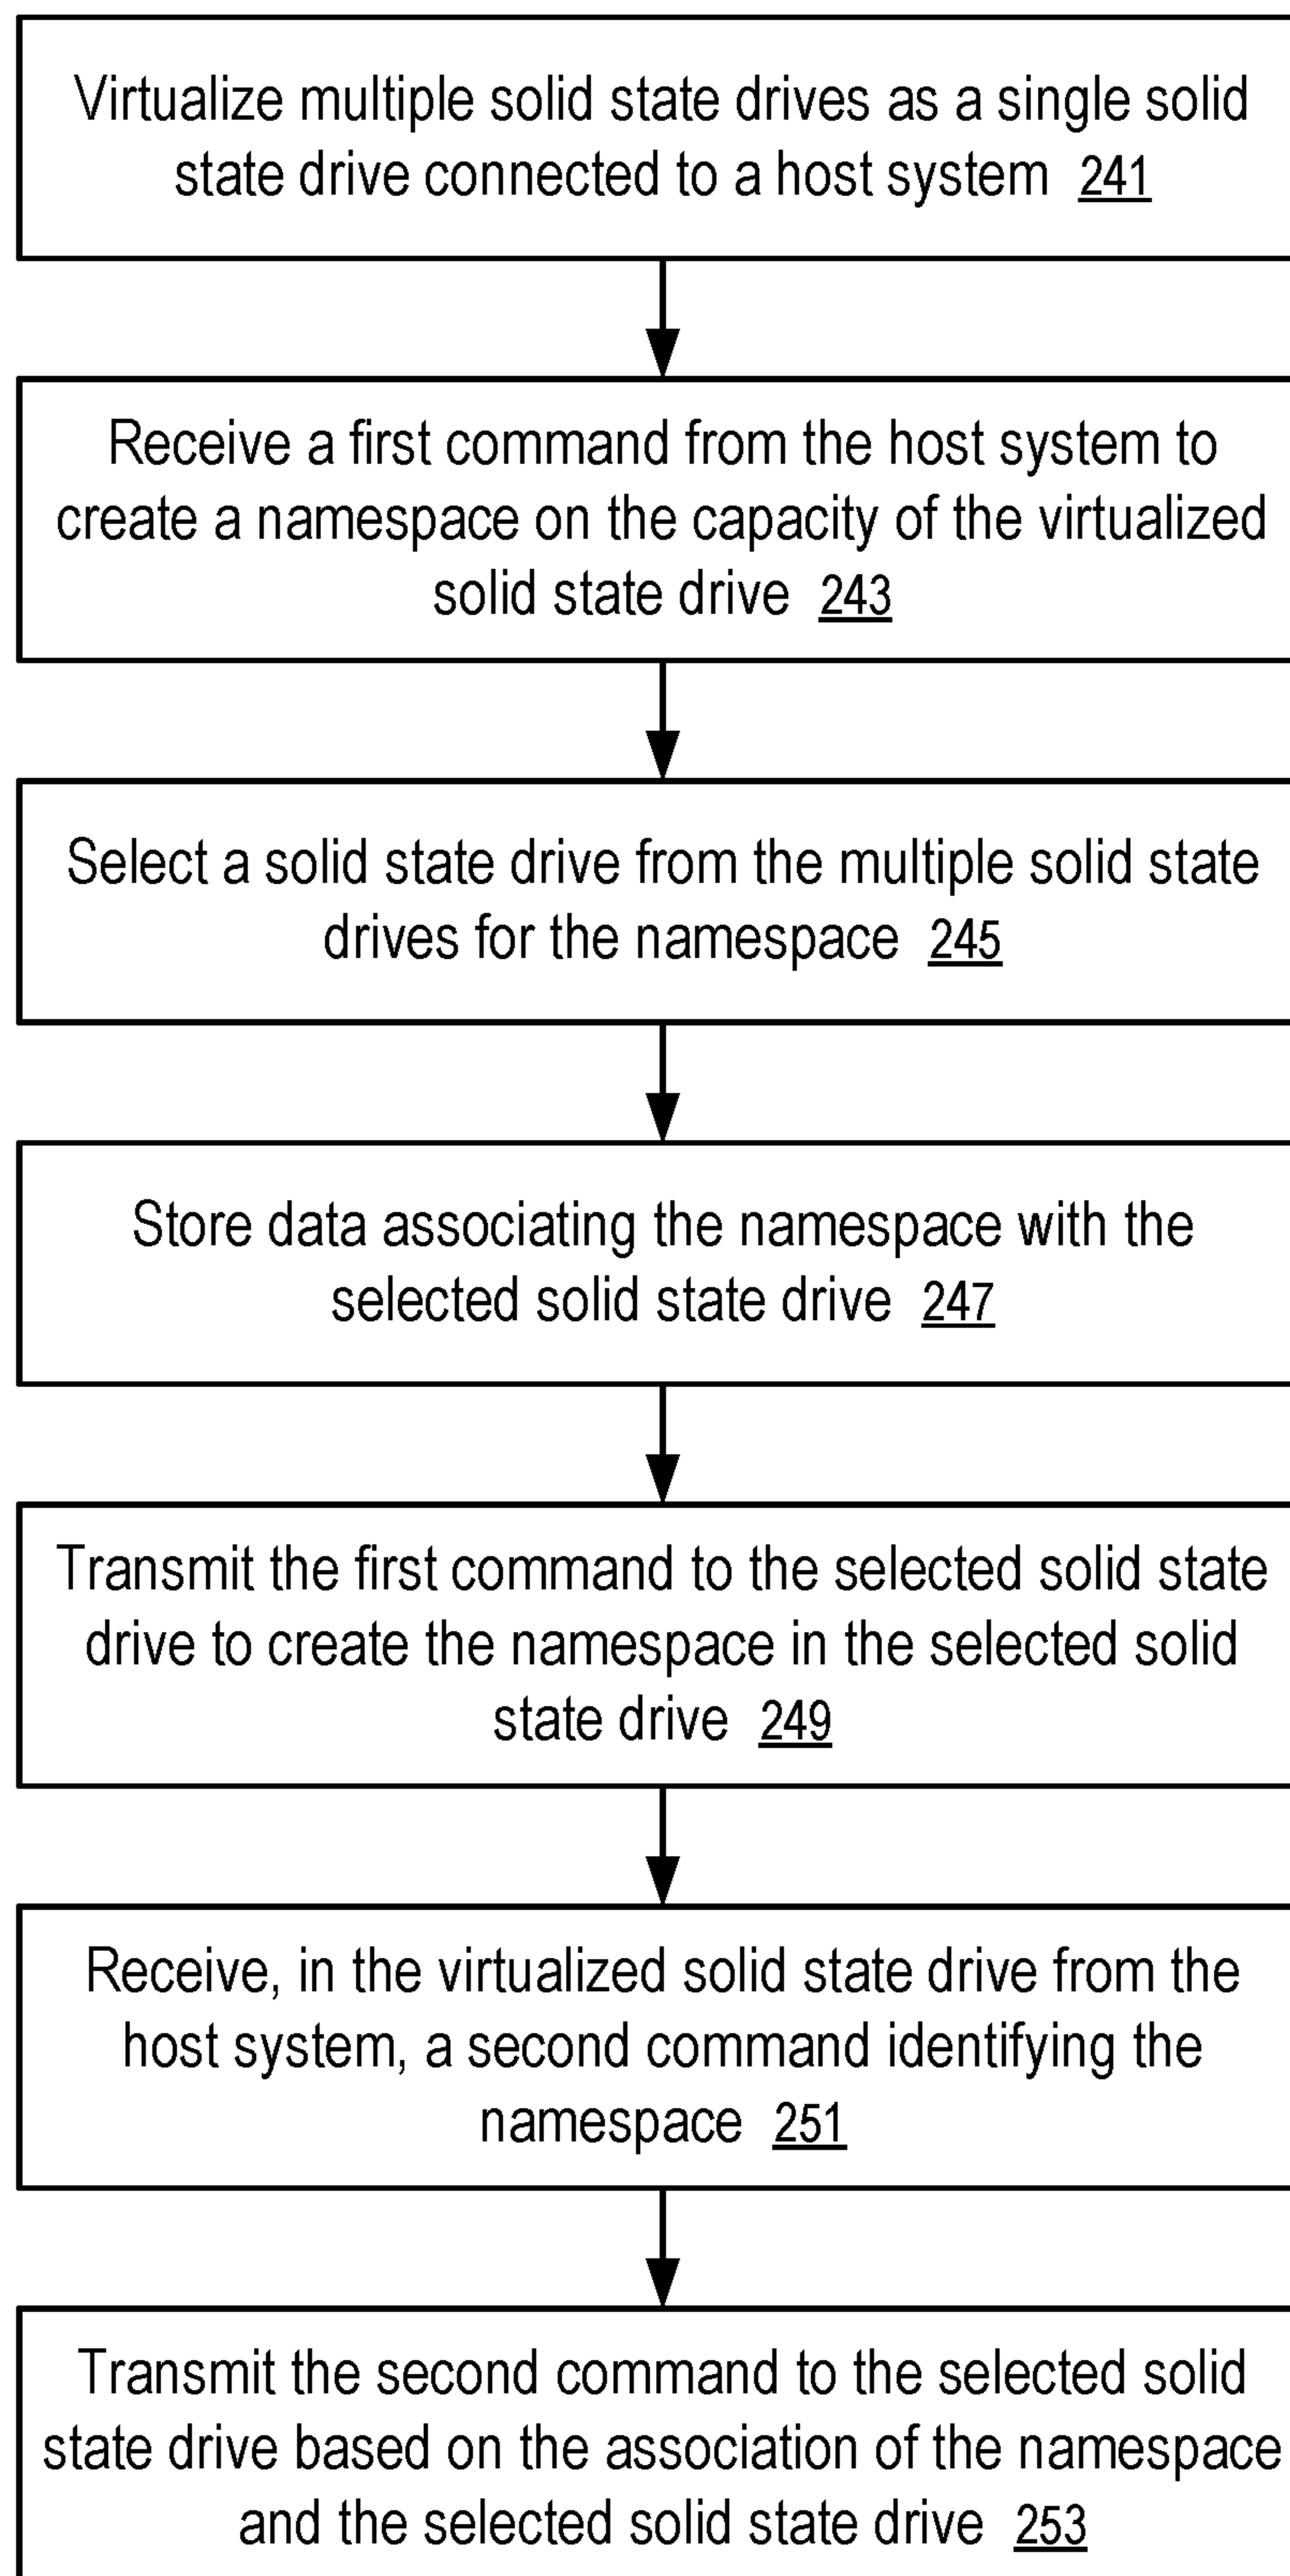 Virtualize multiple solid state drives as a single solid
state drive connected to a host system 241
Receive a first command from the host system to
create a namespace on the capacity of the virtualized
solid state drive 243
Select a solid state drive from the multiple solid state
drives for the namespace 245
Store data associating the namespace with the
selected solid state drive 247
Transmit the first command to the selected solid state
drive to create the namespace in the selected solid
state drive 249
Receive, in the virtualized solid state drive from the
host system, a second command identifying the
namespace 251
Transmit the second command to the selected solid
state drive based on the association of the namespace
and the selected solid state drive 253